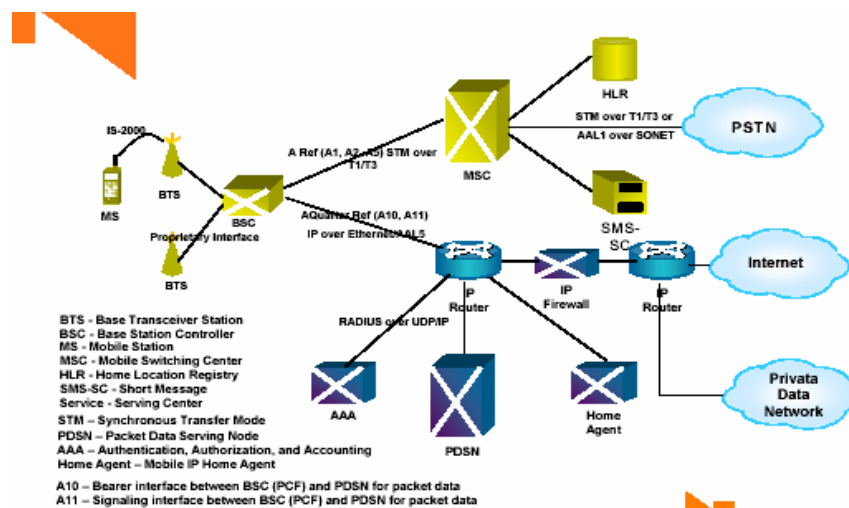 HLR
IS-2000
STM over T1/T3 or
AAL1 over SONET
PSTN
A Ref (A1, A2, A5) STM over
T1/T3
MSC
BTS
MS
BSC
AQuarter Ref (A10, A11)
SMS-
SC
Proprietary Interface
IP over Ethernet/AAL5
Internet
BTS
IP
Router
IP
Firewall
IP
Router
RADIUS over UDP/IP
BTS - Base Transceiver Station
BSC - Base Station Controller
MS - Mobile Station
MSC - Mobile Switching Center
HLR - Home Location Registry
SMS-SC - Short Message
Service - Serving Center
STM – Synchronous Transfer Mode
PDSN – Packet Data Serving Node
AAA – Authentication, Authorization, and Accounting
Home Agent – Mobile IP Home Agent
AAA
PDSN
Home
Agent
Privata
Data
Network
A10 – Bearer interface between BSC (PCF) and PDSN for packet data
A11 – Signaling interface between BSC (PCF) and PDSN for packet data